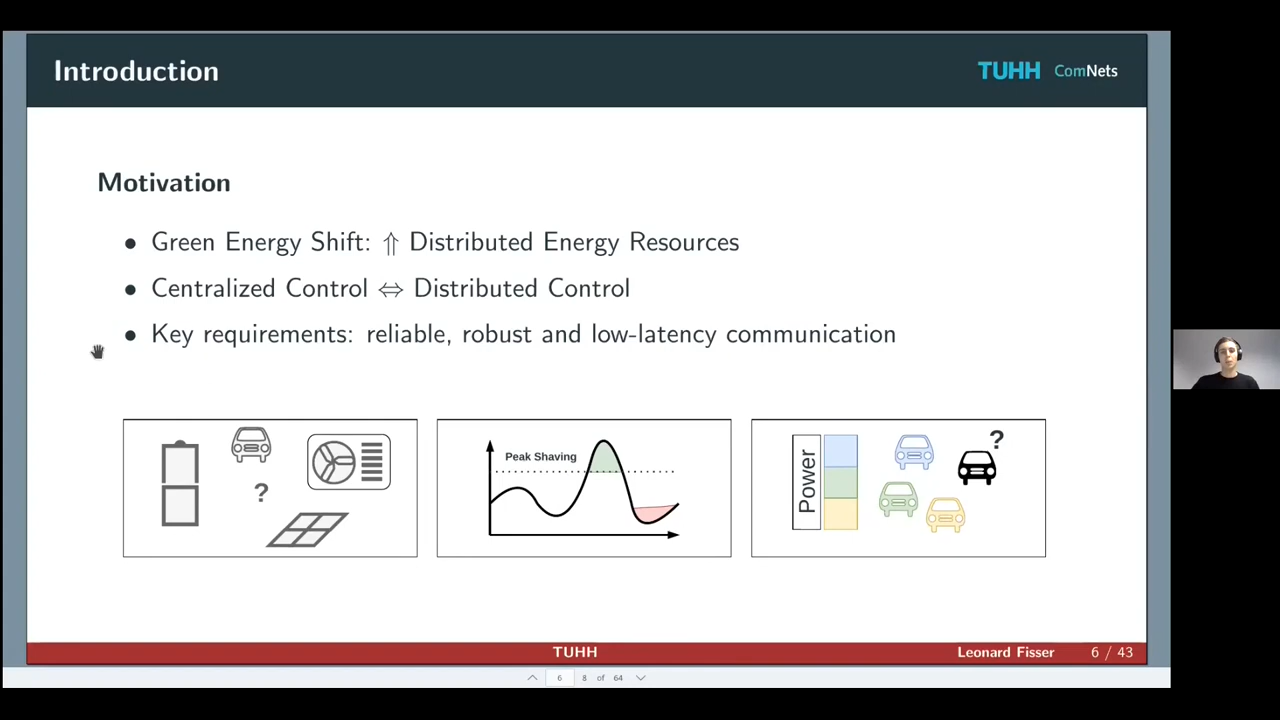 Introduction
TUHH ComNets
Motivation
• Green Energy Shift: ⇑ Distributed Energy Resources
• Centralized Control ⇔ Distributed Control
• Key requirements: reliable, robust and low-latency communication
?
Peak Shaving
Power
?
TUHH
Leonard Fisser 6 / 43
6 8 of 64